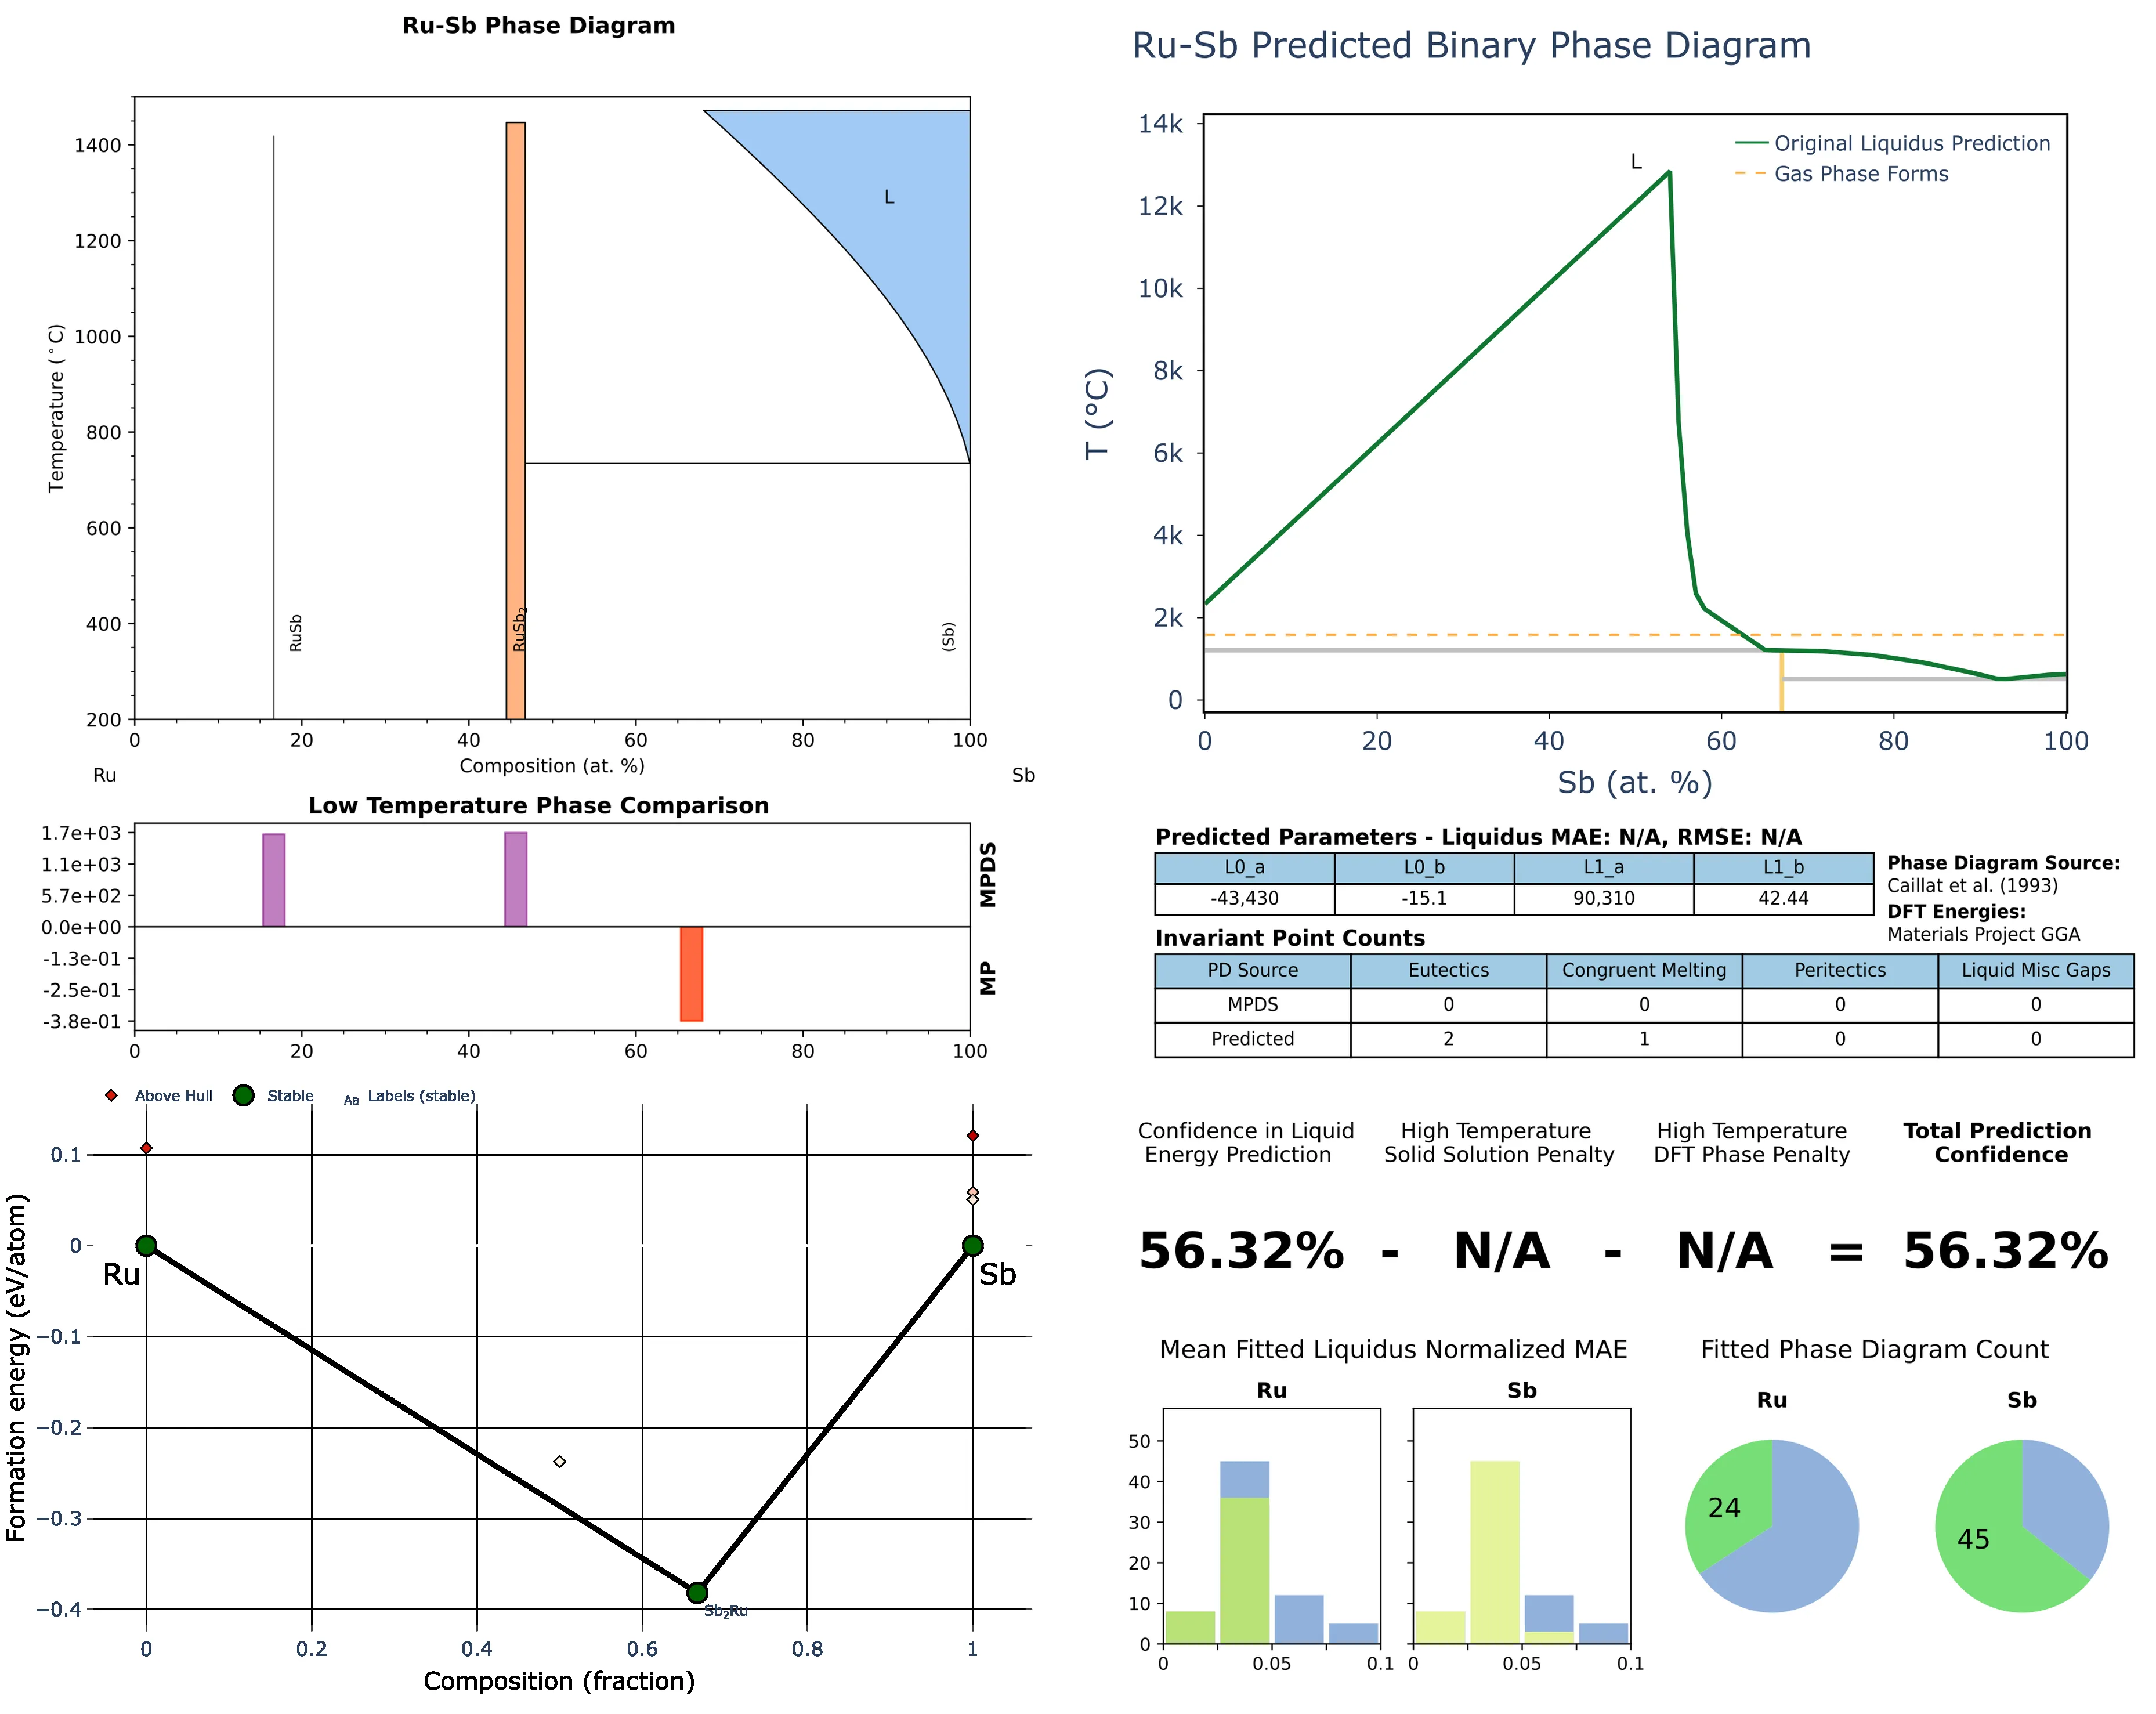 Ru-Sb Phase Diagram
1400
1200
1000
800
600
400
200
Temperature (°C)
L
RuSb
RuSb₂
(Sb)
0 20 40 60 80 100
Composition (at. %)
Ru Sb
Low Temperature Phase Comparison
1.7e+03
1.1e+03
5.7e+02
0.0e+00
-1.3e-01
-2.5e-01
-3.8e-01
MPDS
MP
0 20 40 60 80 100
Above Hull Stable Aa Labels (stable)
0.1
0
−0.1
−0.2
−0.3
−0.4
Formation energy (eV/atom)
Ru
Sb
Sb₂Ru
0 0.2 0.4 0.6 0.8 1
Composition (fraction)
Ru-Sb Predicted Binary Phase Diagram
14k
12k
10k
8k
6k
4k
2k
0
T (°C)
L
Original Liquidus Prediction
Gas Phase Forms
0 20 40 60 80 100
Sb (at. %)
Predicted Parameters - Liquidus MAE: N/A, RMSE: N/A
L0_a L0_b L1_a L1_b
-43,430 -15.1 90,310 42.44
Phase Diagram Source:
Caillat et al. (1993)
DFT Energies:
Materials Project GGA
Invariant Point Counts
PD Source Eutectics Congruent Melting Peritectics Liquid Misc Gaps
MPDS 0 0 0 0
Predicted 2 1 0 0
Confidence in Liquid
Energy Prediction
High Temperature
Solid Solution Penalty
High Temperature
DFT Phase Penalty
Total Prediction
Confidence
56.32% - N/A - N/A = 56.32%
Mean Fitted Liquidus Normalized MAE
Ru Sb
50
40
30
20
10
0
0 0.05 0.1 0 0.05 0.1
Fitted Phase Diagram Count
Ru Sb
24
45